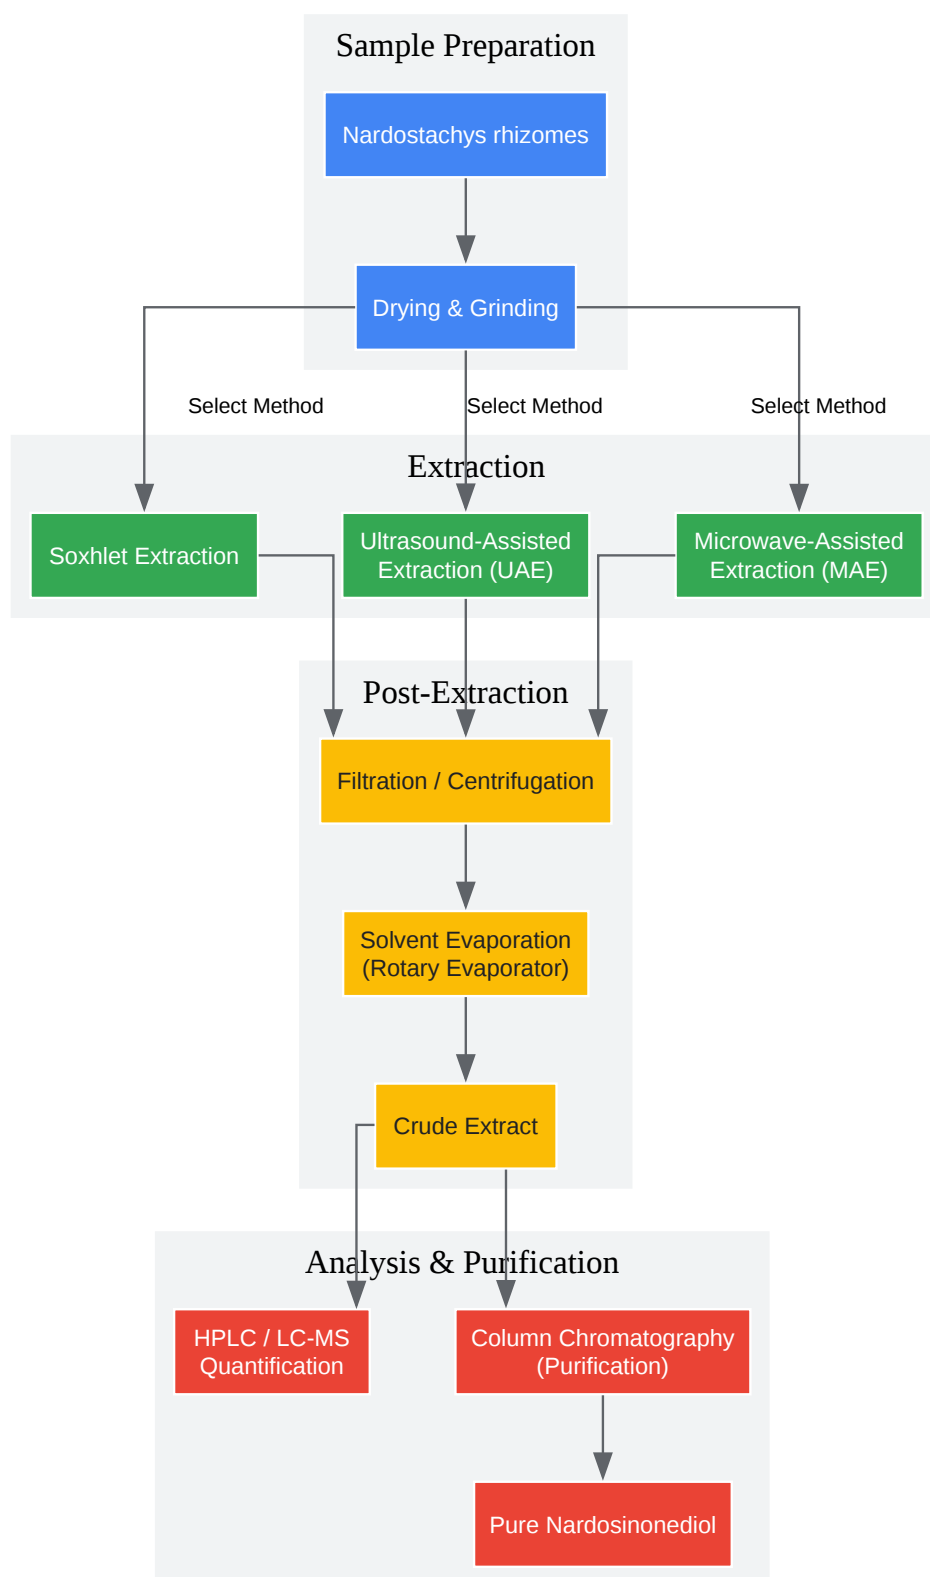 Sample Preparation
Nardostachys rhizomes
Drying & Grinding
Select Method
Select Method
Select Method
Extraction
Soxhlet Extraction
Ultrasound-Assisted
Extraction (UAE)
Microwave-Assisted
Extraction (MAE)
Post-Extraction
Filtration / Centrifugation
Solvent Evaporation
(Rotary Evaporator)
Crude Extract
Analysis & Purification
HPLC / LC-MS
Quantification
Column Chromatography
(Purification)
Pure Nardosinonediol